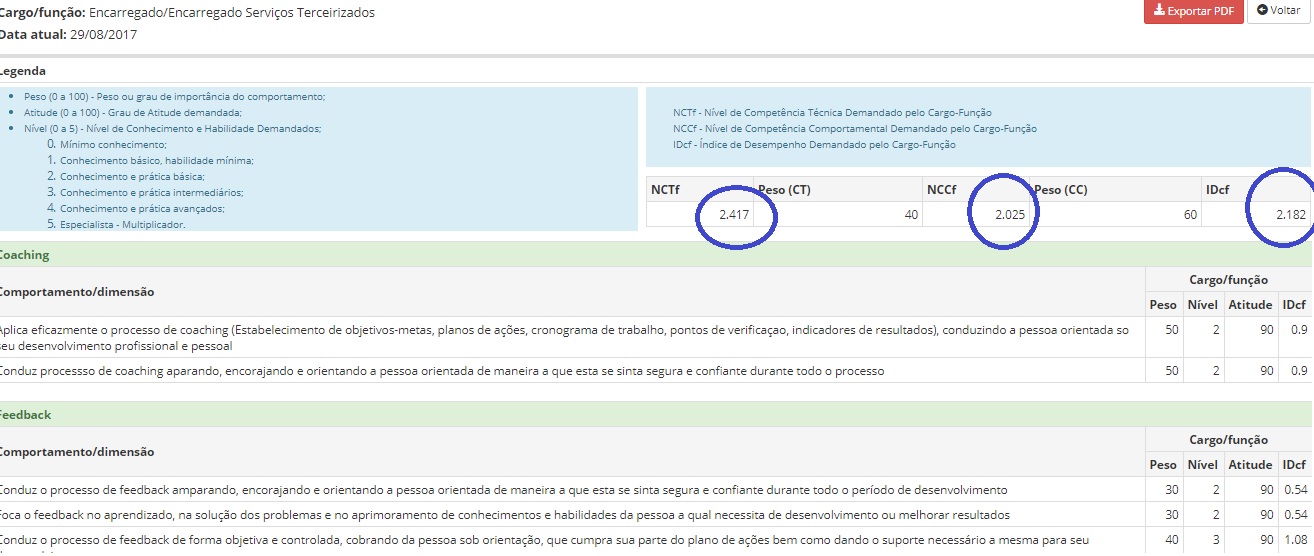 Cargo/função: Encarregado/Encarregado Serviços Terceirizados
Exportar PDF
Voltar
Data atual: 29/08/2017
Legenda
Peso (0 a 100) - Peso ou grau de importância do comportamento;
Atitude (0 a 100) - Grau de Atitude demandada;
Nível (0 a 5) - Nível de Conhecimento e Habilidade Demandados;
0. Mínimo conhecimento;
1. Conhecimento básico, habilidade mínima;
2. Conhecimento e prática básica;
3. Conhecimento e prática intermediários;
4. Conhecimento e prática avançados;
5. Especialista - Multiplicador.
NCTf - Nível de Competência Técnica Demandado pelo Cargo-Função
NCCf - Nível de Competência Comportamental Demandado pelo Cargo-Função
IDcf - Índice de Desempenho Demandado pelo Cargo-Função
NCTf Peso (CT) NCCf Peso (CC) IDcf
2.417 40 2.025 60 2.182
Coaching
Comportamento/dimensão
Cargo/função
Peso Nível Atitude IDcf
Aplica eficazmente o processo de coaching (Estabelecimento de objetivos-metas, planos de ações, cronograma de trabalho, pontos de verificaçao, indicadores de resultados), conduzindo a pessoa orientada so 50 2 90 0.9
seu desenvolvimento profissional e pessoal
Conduz processso de coaching aparando, encorajando e orientando a pessoa orientada de maneira a que esta se sinta segura e confiante durante todo o processo 50 2 90 0.9
Feedback
Comportamento/dimensão
Cargo/função
Peso Nível Atitude IDcf
Conduz o processo de feedback amparando, encorajando e orientando a pessoa orientada de maneira a que esta se sinta segura e confiante durante todo o período de desenvolvimento 30 2 90 0.54
Foca o feedback no aprendizado, na solução dos problemas e no aprimoramento de conhecimentos e habilidades da pessoa a qual necessita de desenvolvimento ou melhorar resultados 30 2 90 0.54
Conduz o processo de feedback de forma objetiva e controlada, cobrando da pessoa sob orientação, que cumpra sua parte do plano de ações bem como dando o suporte necessário a mesma para seu 40 3 90 1.08